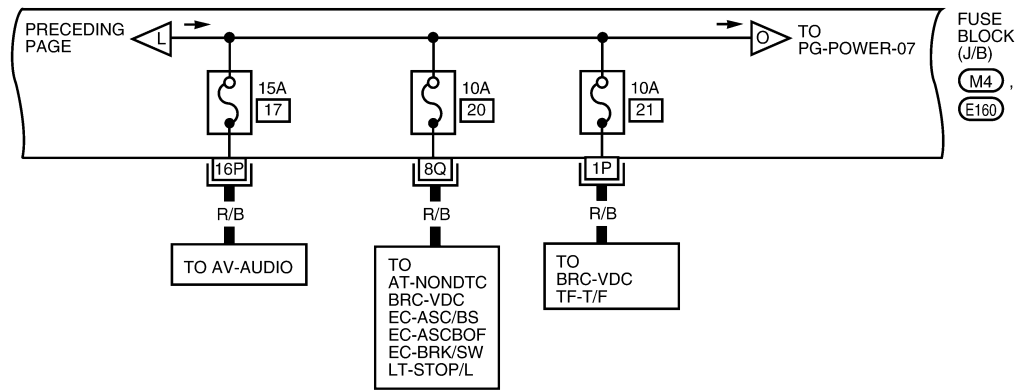 PRECEDING
PAGE
L
O
TO
PG-POWER-07
FUSE
BLOCK
(J/B)
M4 ,
E160
15A
17
10A
20
10A
21
16P
8Q
1P
R/B
R/B
R/B
TO AV-AUDIO
TO
AT-NONDTC
BRC-VDC
EC-ASC/BS
EC-ASCBOF
EC-BRK/SW
LT-STOP/L
TO
BRC-VDC
TF-T/F